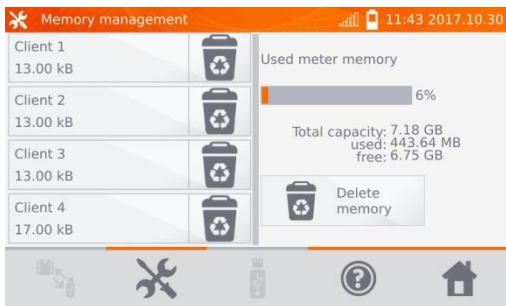 Memory management
11:43 2017.10.30
Client 1
13.00 kB
Client 2
13.00 kB
Client 3
13.00 kB
Client 4
17.00 kB
Used meter memory
6%
Total capacity: 7.18 GB
used: 443.64 MB
free: 6.75 GB
Delete
memory
?